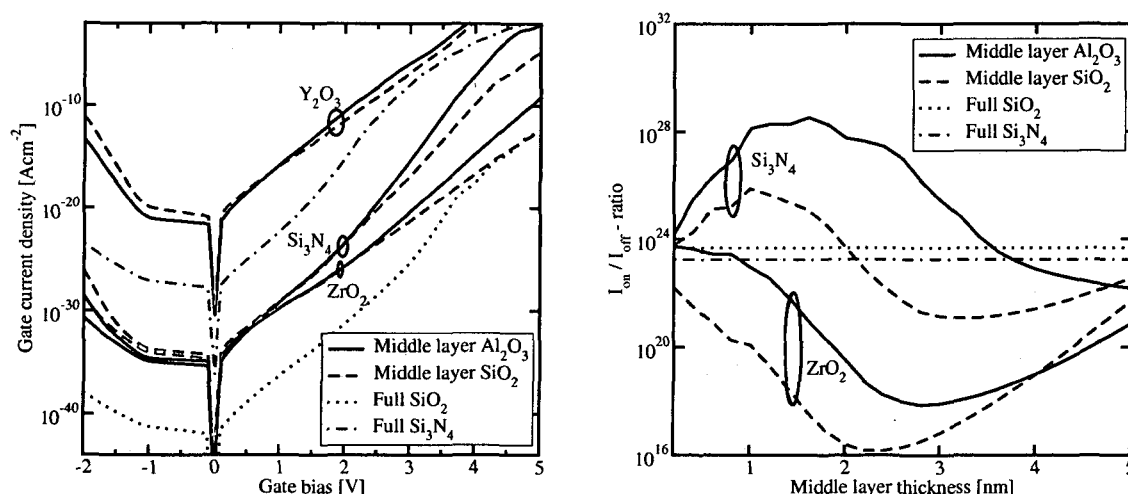 Gate current density [Acm⁻²]
10⁻¹⁰
10⁻²⁰
10⁻³⁰
10⁻⁴⁰
Y₂O₃
Si₃N₄
ZrO₂
Middle layer Al₂O₃
Middle layer SiO₂
Full SiO₂
Full Si₃N₄
-2 -1 0 1 2 3 4 5
Gate bias [V]
I_on / I_off - ratio
10³²
10²⁸
10²⁴
10²⁰
10¹⁶
Middle layer Al₂O₃
Middle layer SiO₂
Full SiO₂
Full Si₃N₄
Si₃N₄
ZrO₂
1 2 3 4 5
Middle layer thickness [nm]